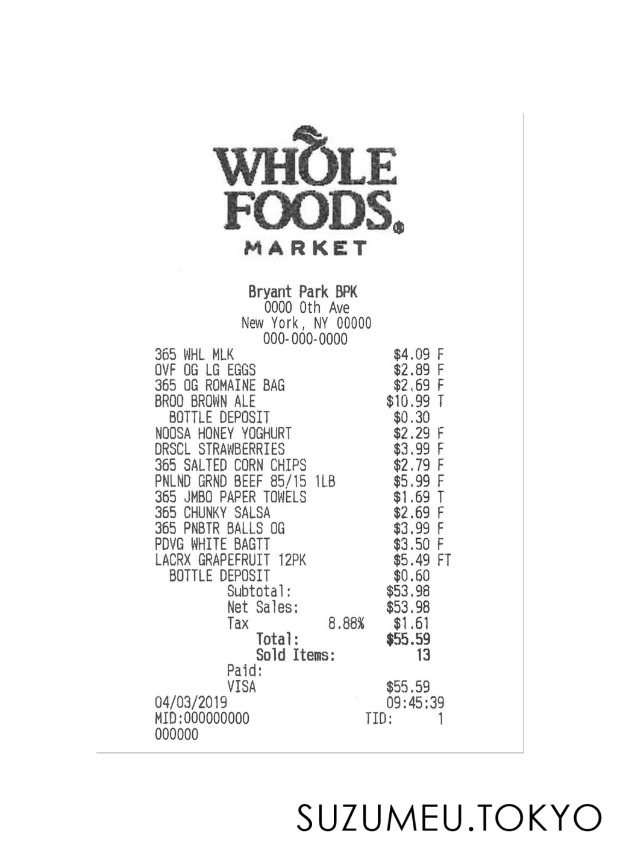 WHOLE
FOODS®
MARKET
Bryant Park BPK
0000 0th Ave
New York, NY 00000
000-000-0000
365 WHL MLK $4.09 F
OVF OG LG EGGS $2.89 F
365 OG ROMAINE BAG $2.69 F
BROO BROWN ALE $10.99 T
BOTTLE DEPOSIT $0.30
NOOSA HONEY YOGHURT $2.29 F
DRSCL STRAWBERRIES $3.99 F
365 SALTED CORN CHIPS $2.79 F
PNLND GRND BEEF 85/15 1LB $5.99 F
365 JMBO PAPER TOWELS $1.69 T
365 CHUNKY SALSA $2.69 F
365 PNBTR BALLS OG $3.99 F
PDVG WHITE BAGTT $3.50 F
LACRX GRAPEFRUIT 12PK $5.49 FT
BOTTLE DEPOSIT $0.60
Subtotal: $53.98
Net Sales: $53.98
Tax 8.88% $1.61
Total: $55.59
Sold Items: 13
Paid:
VISA $55.59
04/03/2019 09:45:39
MID:000000000 TID: 1
000000
SUZUMEU.TOKYO